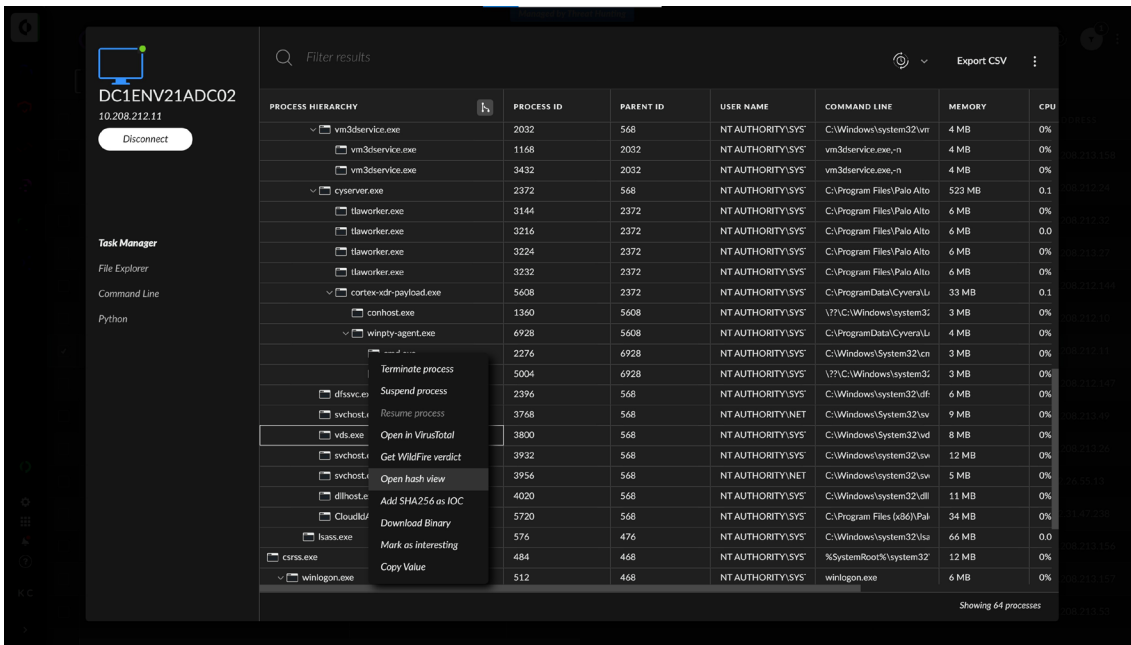 Filter results
Export CSV
DC1ENV21ADC02
10.208.212.11
Disconnect
Task Manager
File Explorer
Command Line
Python
PROCESS HIERARCHY PROCESS ID PARENT ID USER NAME COMMAND LINE MEMORY CPU
vm3dservice.exe 2032 568 NT AUTHORITY\SYS C:\Windows\system32\vm 4 MB 0%
vm3dservice.exe 1168 2032 NT AUTHORITY\SYS vm3dservice.exe,-n 4 MB 0%
vm3dservice.exe 3432 2032 NT AUTHORITY\SYS vm3dservice.exe,-n 4 MB 0%
cyserver.exe 2372 568 NT AUTHORITY\SYS C:\Program Files\Palo Alto 523 MB 0.1
tlaworker.exe 3144 2372 NT AUTHORITY\SYS C:\Program Files\Palo Alto 6 MB 0%
tlaworker.exe 3216 2372 NT AUTHORITY\SYS C:\Program Files\Palo Alto 6 MB 0.0
tlaworker.exe 3224 2372 NT AUTHORITY\SYS C:\Program Files\Palo Alto 6 MB 0%
tlaworker.exe 3232 2372 NT AUTHORITY\SYS C:\Program Files\Palo Alto 6 MB 0%
cortex-xdr-payload.exe 5608 2372 NT AUTHORITY\SYS C:\ProgramData\Cyvera\L 33 MB 0.1
conhost.exe 1360 5608 NT AUTHORITY\SYS \??\C:\Windows\system32 3 MB 0%
winpty-agent.exe 6928 5608 NT AUTHORITY\SYS C:\ProgramData\Cyvera\L 4 MB 0%
2276 6928 NT AUTHORITY\SYS C:\Windows\System32\cm 3 MB 0%
5004 6928 NT AUTHORITY\SYS \??\C:\Windows\system32 3 MB 0%
dfssvc.ex 2396 568 NT AUTHORITY\SYS C:\Windows\system32\dfs 6 MB 0%
svchost. 3768 568 NT AUTHORITY\NET C:\Windows\System32\sv 9 MB 0%
vds.exe 3800 568 NT AUTHORITY\SYS C:\Windows\System32\vd 8 MB 0%
svchost. 3932 568 NT AUTHORITY\SYS C:\Windows\System32\sv 12 MB 0%
svchost. 3956 568 NT AUTHORITY\NET C:\Windows\system32\sv 5 MB 0%
dllhost.e 4020 568 NT AUTHORITY\SYS C:\Windows\system32\dll 11 MB 0%
CloudId 5720 568 NT AUTHORITY\SYS C:\Program Files (x86)\Pal 34 MB 0%
lsass.exe 576 476 NT AUTHORITY\SYS C:\Windows\system32\lsa 66 MB 0.0
csrss.exe 484 468 NT AUTHORITY\SYS %SystemRoot%\system32 12 MB 0%
winlogon.exe 512 468 NT AUTHORITY\SYS winlogon.exe 6 MB 0%
Terminate process
Suspend process
Resume process
Open in VirusTotal
Get WildFire verdict
Open hash view
Add SHA256 as IOC
Download Binary
Mark as interesting
Copy Value
Showing 64 processes
KC